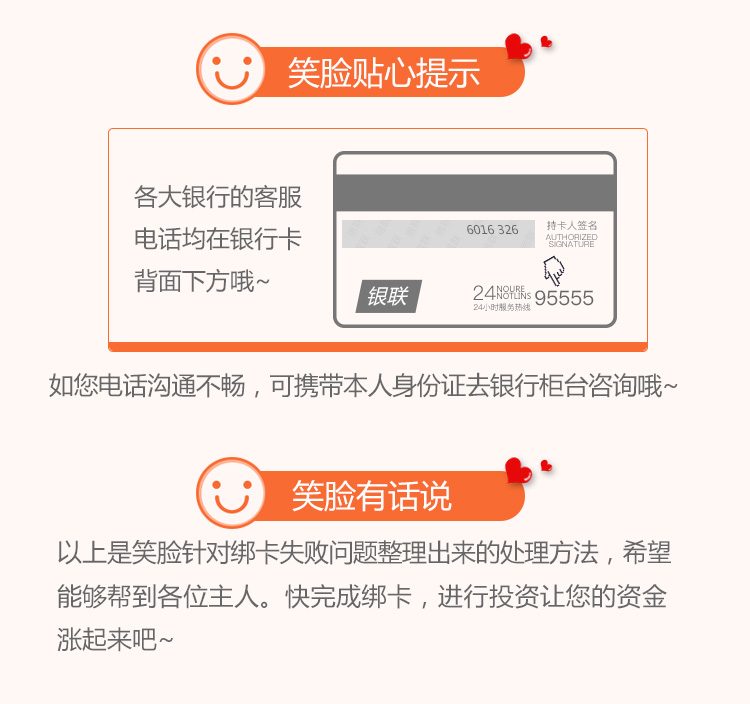 笑脸贴心提示
各大银行的客服
电话均在银行卡
背面下方哦~
6016 326
持卡人签名
AUTHORIZED
SIGNATURE
银联
24 NOURE
NOTLINS
95555
24小时服务热线
如您电话沟通不畅，可携带本人身份证去银行柜台咨询哦~
笑脸有话说
以上是笑脸针对绑卡失败问题整理出来的处理方法，希望
能够帮到各位主人。快完成绑卡，进行投资让您的资金
涨起来吧~